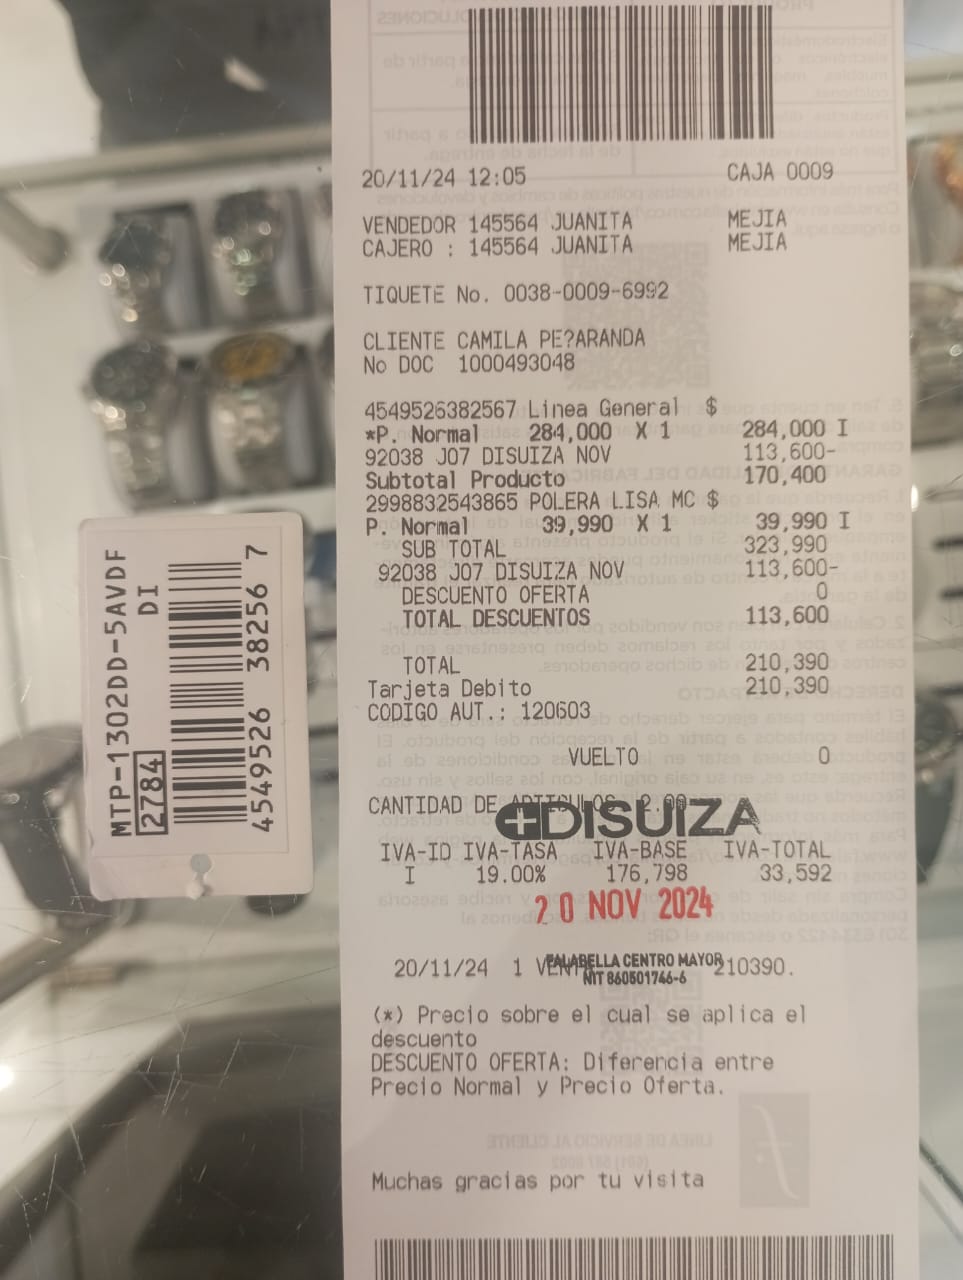 20/11/24 12:05 CAJA 0009
VENDEDOR 145564 JUANITA MEJIA
CAJERO : 145564 JUANITA MEJIA
TIQUETE No. 0038-0009-6992
CLIENTE CAMILA PE?ARANDA
No DOC 1000493048
4549526382567 Linea General $
*P. Normal 284,000 X 1 284,000 I
92038 J07 DISUIZA NOV 113,600-
Subtotal Producto 170,400
2998832543865 POLERA LISA MC $
P. Normal 39,990 X 1 39,990 I
SUB TOTAL 323,990
92038 J07 DISUIZA NOV 113,600-
DESCUENTO OFERTA 0
TOTAL DESCUENTOS 113,600
TOTAL 210,390
Tarjeta Debito 210,390
CODIGO AUT.: 120603
VUELTO 0
CANTIDAD DE ARTICULOS 2.00
DISUIZA
IVA-ID IVA-TASA IVA-BASE IVA-TOTAL
I 19.00% 176,798 33,592
20 NOV 2024
FALABELLA CENTRO MAYOR
NIT 860501746-6
20/11/24 1 VENT 210390.
(*) Precio sobre el cual se aplica el
descuento
DESCUENTO OFERTA: Diferencia entre
Precio Normal y Precio Oferta.
Muchas gracias por tu visita
MTP-1302DD-5AVDF
DI
2784
4549526 38256 7